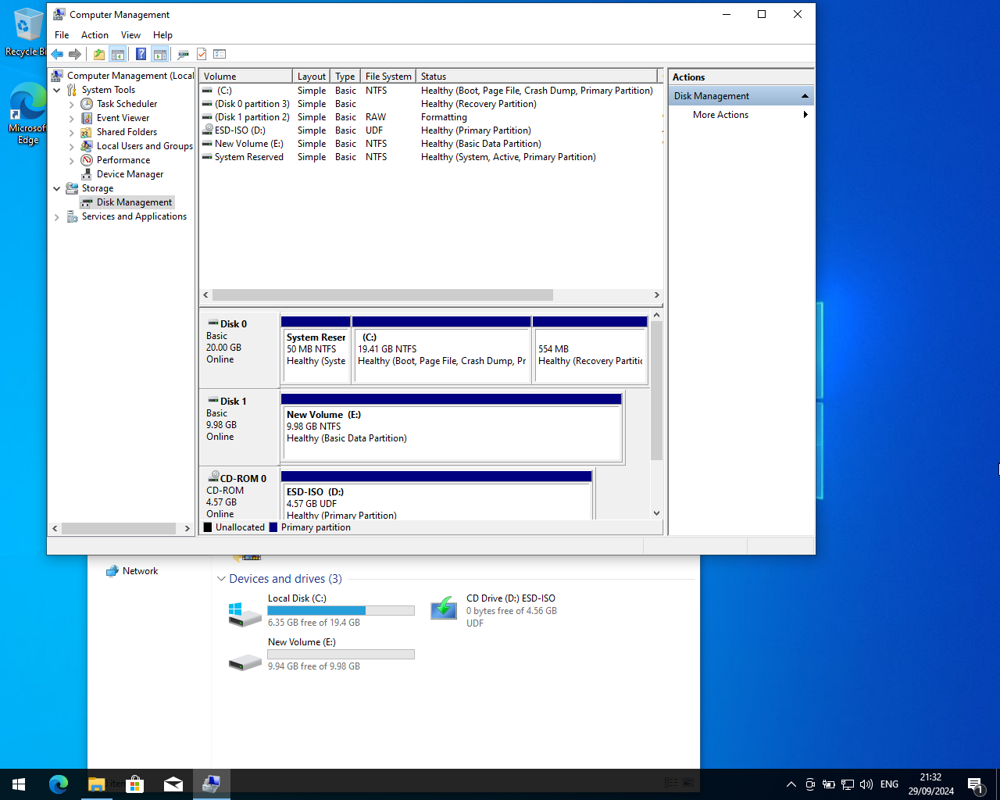 Recycle Bi
Microsoft
Edge
Computer Management
File Action View Help
Computer Management (Local
System Tools
Task Scheduler
Event Viewer
Shared Folders
Local Users and Groups
Performance
Device Manager
Storage
Disk Management
Services and Applications
Volume Layout Type File System Status
(C:) Simple Basic NTFS Healthy (Boot, Page File, Crash Dump, Primary Partition)
(Disk 0 partition 3) Simple Basic Healthy (Recovery Partition)
(Disk 1 partition 2) Simple Basic RAW Formatting
ESD-ISO (D:) Simple Basic UDF Healthy (Primary Partition)
New Volume (E:) Simple Basic NTFS Healthy (Basic Data Partition)
System Reserved Simple Basic NTFS Healthy (System, Active, Primary Partition)
Disk 0
Basic
20.00 GB
Online
System Reser
50 MB NTFS
Healthy (Syste
(C:)
19.41 GB NTFS
Healthy (Boot, Page File, Crash Dump, Pr
554 MB
Healthy (Recovery Partitic
Disk 1
Basic
9.98 GB
Online
New Volume (E:)
9.98 GB NTFS
Healthy (Basic Data Partition)
CD-ROM 0
CD-ROM
4.57 GB
Online
ESD-ISO (D:)
4.57 GB UDF
Healthy (Primary Partition)
Unallocated Primary partition
Actions
Disk Management
More Actions
Network
Devices and drives (3)
Local Disk (C:)
6.35 GB free of 19.4 GB
CD Drive (D:) ESD-ISO
0 bytes free of 4.56 GB
UDF
New Volume (E:)
9.94 GB free of 9.98 GB
ENG
21:32
29/09/2024
1